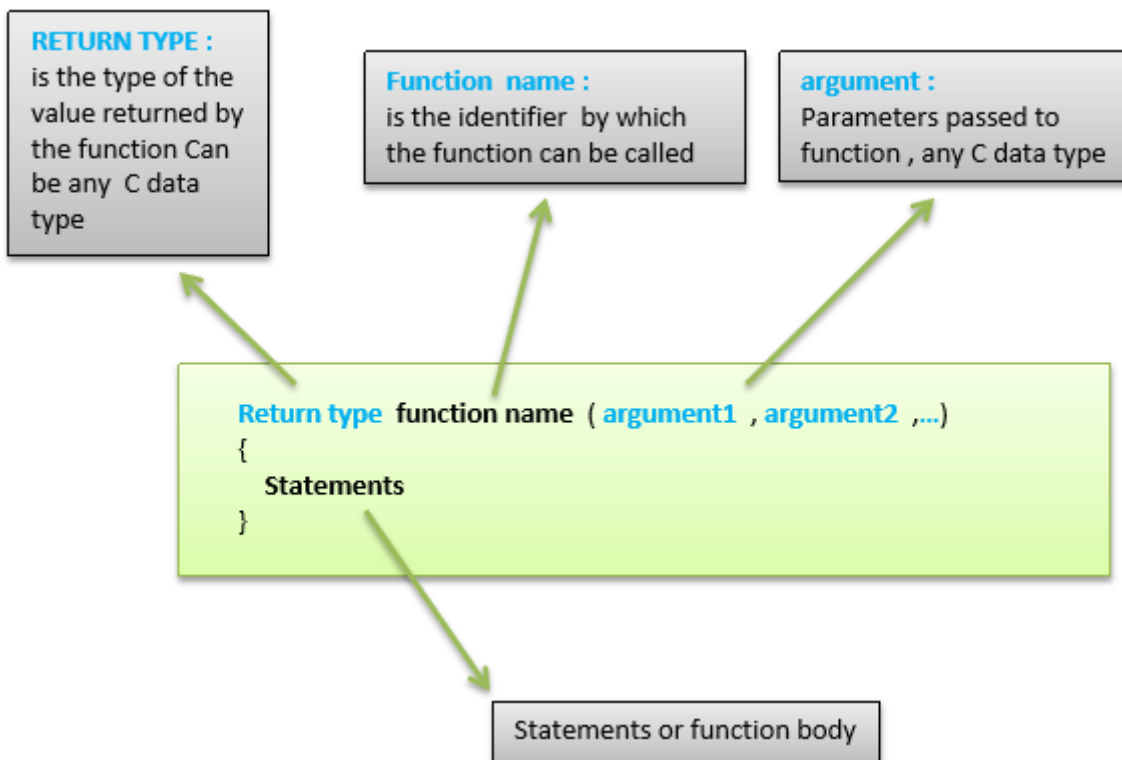 RETURN TYPE :
is the type of the
value returned by
the function Can
be any C data
type
Function name :
is the identifier by which
the function can be called
argument :
Parameters passed to
function , any C data type
Return type function name ( argument1 , argument2 ,...)
{
Statements
}
Statements or function body